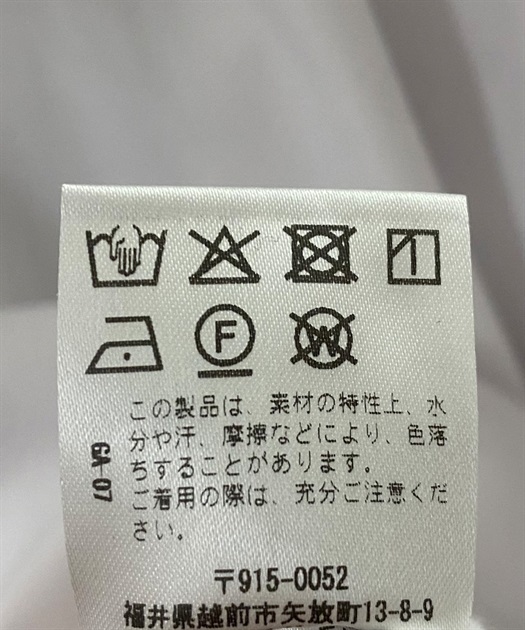 F W
この製品は、素材の特性上、水
分や汗、摩擦などにより、色落
ちすることがあります。
ご着用の際は、充分ご注意くだ
さい。
GA-07
〒915-0052
福井県越前市矢放町13-8-9